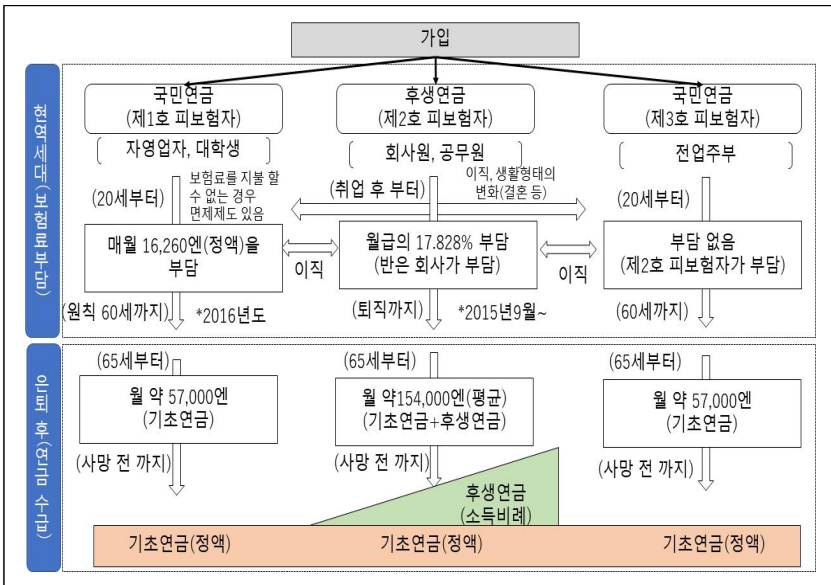 가입
현역세대(보험료부담)
국민연금
(제1호 피보험자)
후생연금
(제2호 피보험자)
국민연금
(제3호 피보험자)
자영업자, 대학생
회사원, 공무원
전업주부
(20세부터)
보험료를 지불 할
수 없는 경우
면제제도 있음
(취업 후 부터)
이직, 생활형태의
변화(결혼 등)
(20세부터)
매월 16,260엔(정액)을
부담
이직
월급의 17.828% 부담
(반은 회사가 부담)
이직
부담 없음
(제2호 피보험자가 부담)
(원칙 60세까지)
*2016년도
(퇴직까지)
*2015년9월~
(60세까지)
은퇴 후(연금 수급)
(65세부터)
(65세부터)
(65세부터)
월 약 57,000엔
(기초연금)
월 약154,000엔(평균)
(기초연금+후생연금)
월 약 57,000엔
(기초연금)
(사망 전 까지)
(사망 전 까지)
(사망 전 까지)
후생연금
(소득비례)
기초연금(정액)
기초연금(정액)
기초연금(정액)